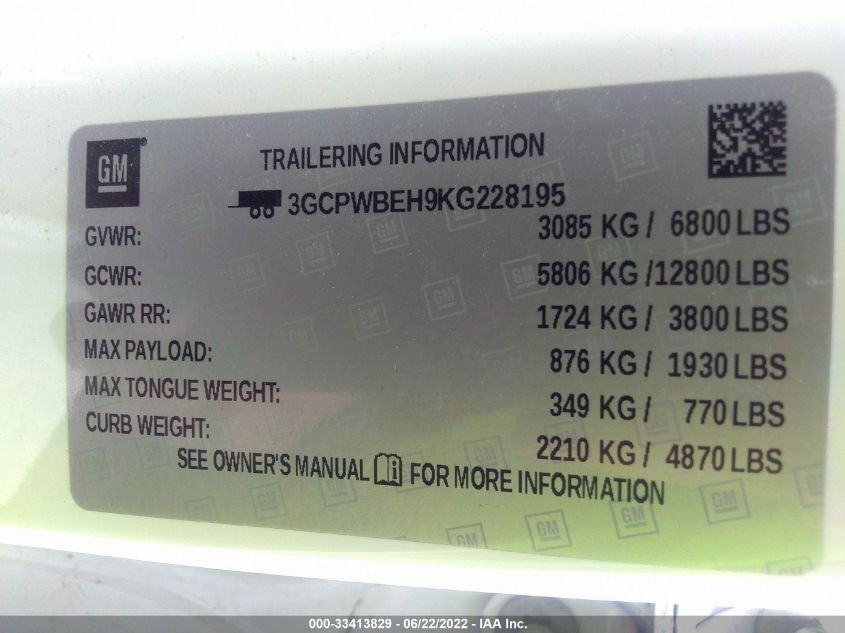 GM ® TRAILERING INFORMATION
3GCPWBEH9KG228195
GVWR: 3085 KG / 6800 LBS
GCWR: 5806 KG /12800 LBS
GAWR RR: 1724 KG / 3800 LBS
MAX PAYLOAD: 876 KG / 1930 LBS
MAX TONGUE WEIGHT: 349 KG / 770 LBS
CURB WEIGHT: 2210 KG / 4870 LBS
SEE OWNER'S MANUAL i FOR MORE INFORMATION
000-33413829 - 06/22/2022 - IAA Inc.